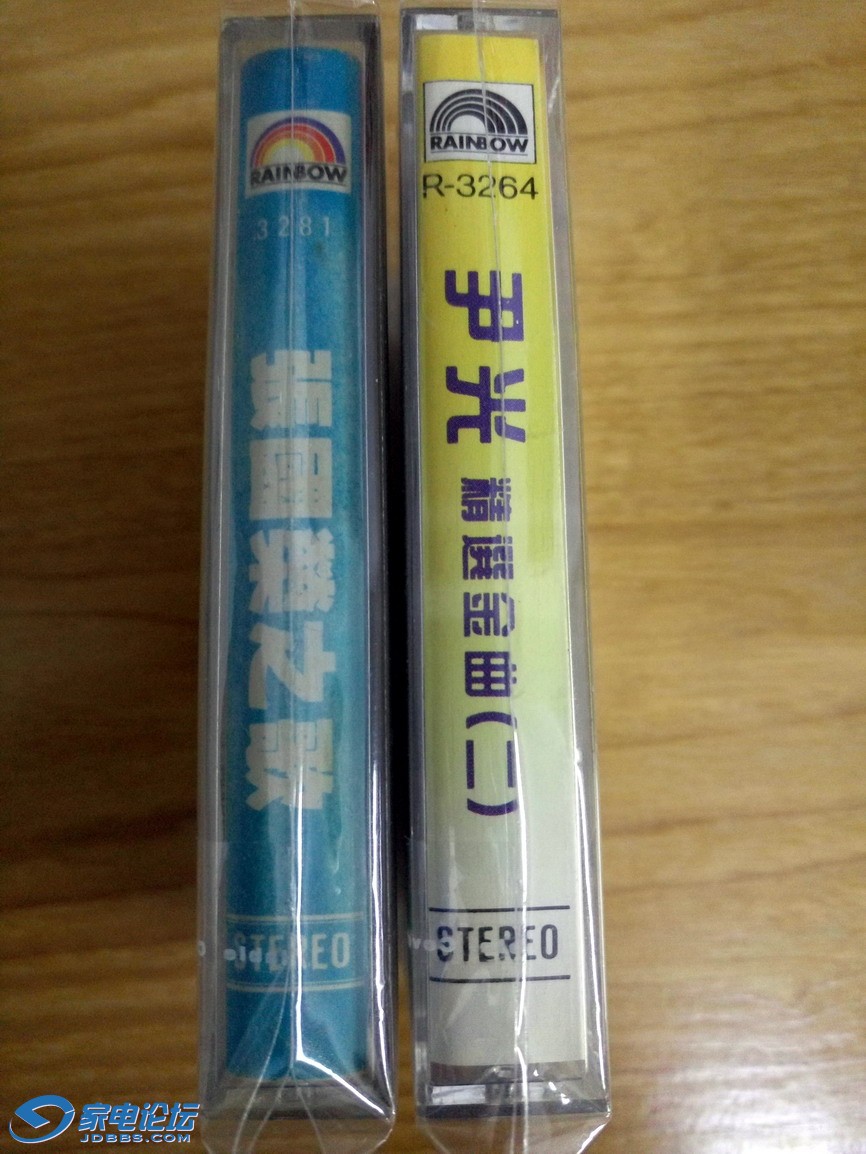 RAINBOW
3281
張國榮之歌
STEREO
RAINBOW
R-3264
尹光 精選金曲(二)
STEREO
家电论坛
JDBBS.COM